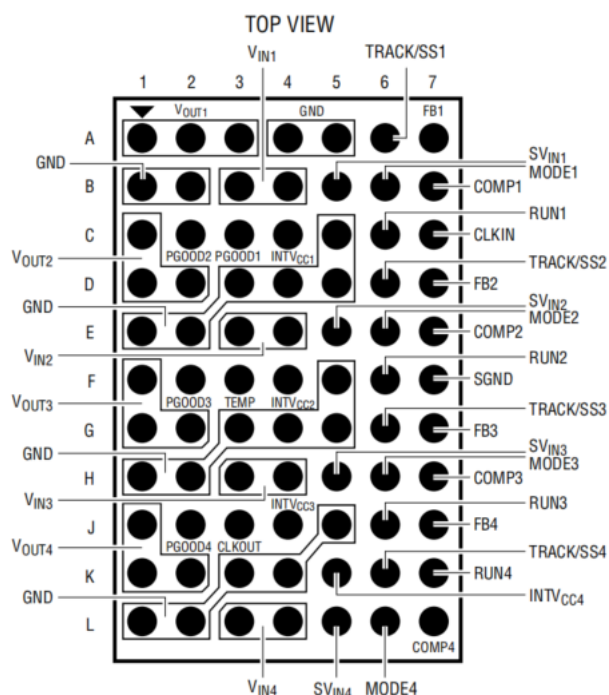 TOP VIEW
VIN1
TRACK/SS1
1 2 3 4 5 6 7
VOUT1 GND FB1
A
GND
SVIN1
MODE1
B
COMP1
RUN1
C
CLKIN
VOUT2
PGOOD2 PGOOD1 INTVCC1
TRACK/SS2
D
FB2
GND
SVIN2
MODE2
E
COMP2
VIN2
RUN2
F
SGND
VOUT3
PGOOD3 TEMP INTVCC2
TRACK/SS3
G
FB3
GND
SVIN3
MODE3
H
COMP3
VIN3
INTVCC3
RUN3
J
FB4
VOUT4
PGOOD4 CLKOUT
TRACK/SS4
K
RUN4
GND
INTVCC4
L
COMP4
VIN4 SVIN4 MODE4